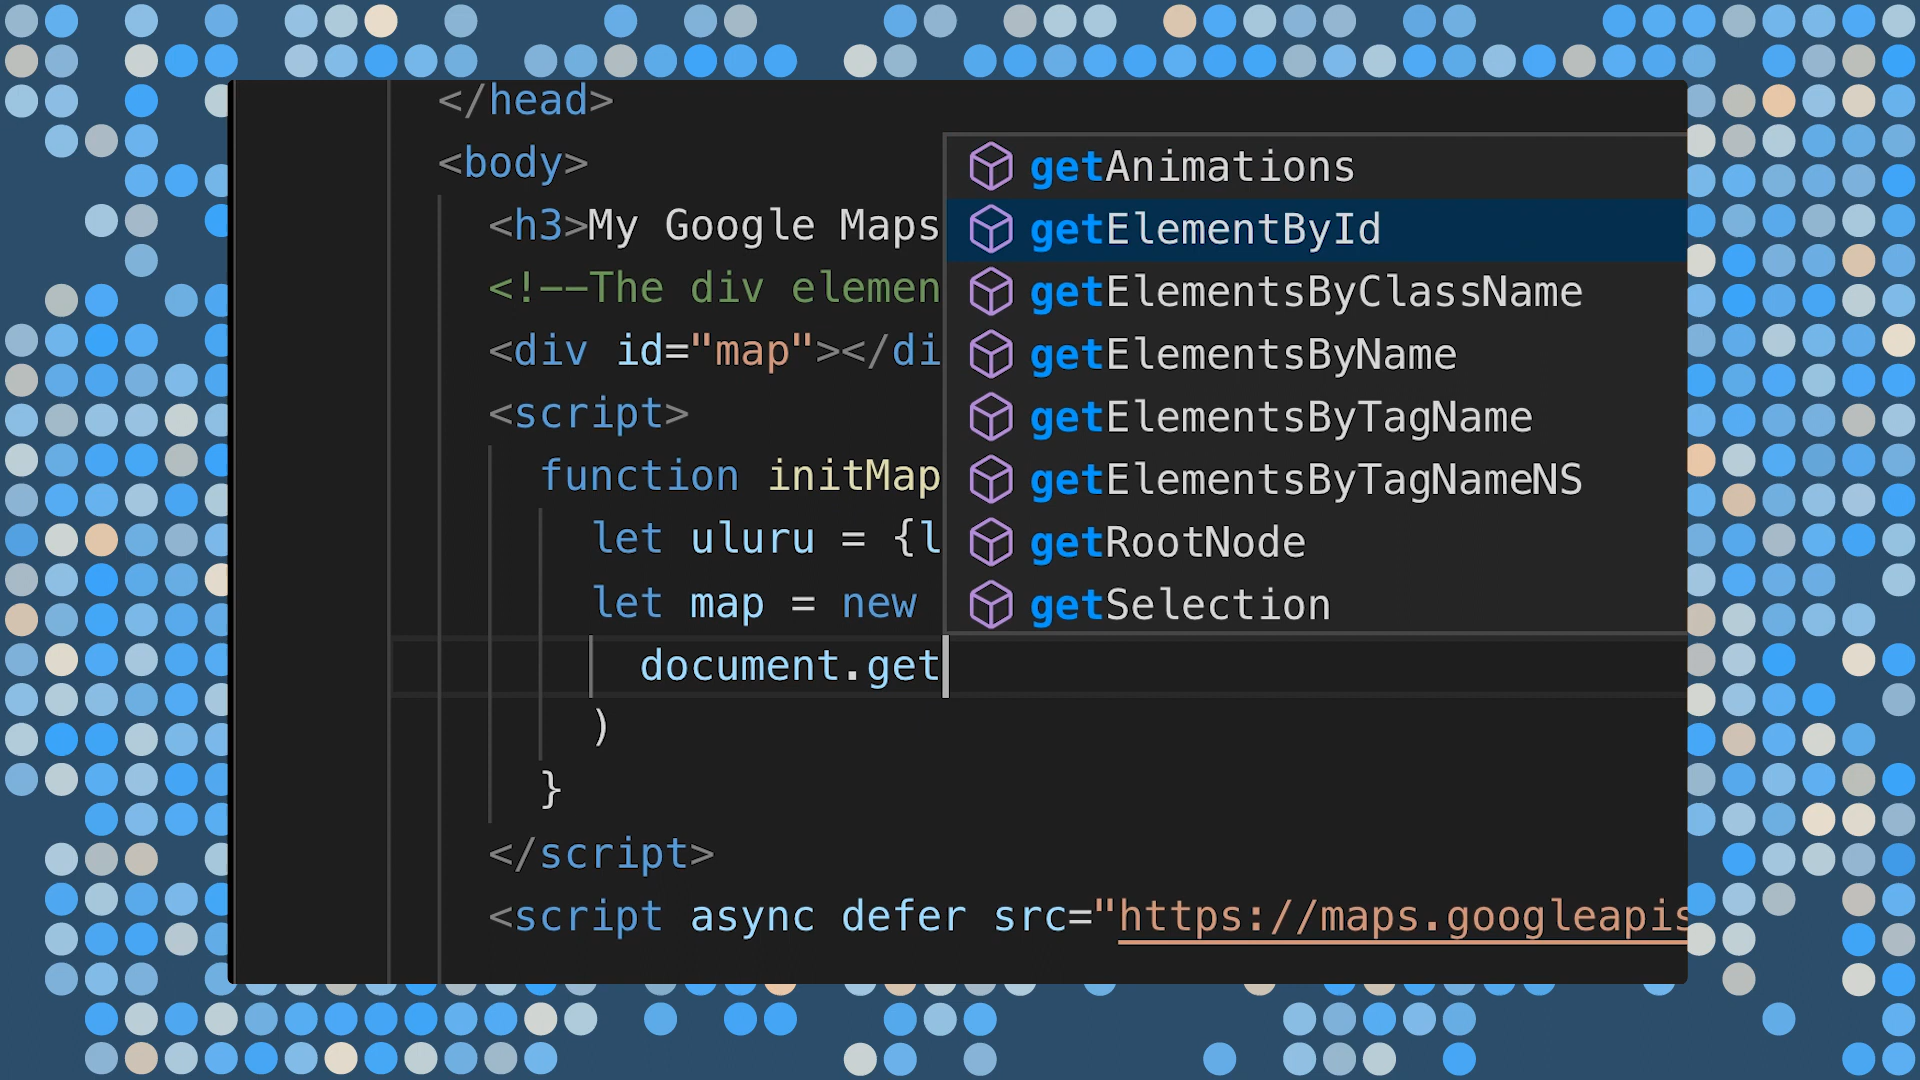 </head>
<body>
<h3>My Google Maps
<!--The div elemen
<div id="map"></di
<script>
function initMap
let uluru = {l
let map = new
document.get
)
}
</script>
<script async defer src="https://maps.googleapis
getAnimations
getElementById
getElementsByClassName
getElementsByName
getElementsByTagName
getElementsByTagNameNS
getRootNode
getSelection